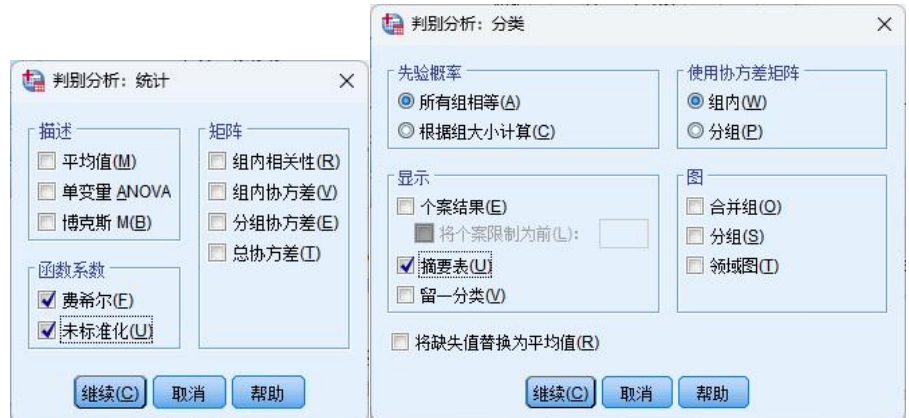 判别分析：统计
描述
平均值(M)
单变量 ANOVA
博克斯 M(B)
函数系数
费希尔(F)
未标准化(U)
矩阵
组内相关性(R)
组内协方差(V)
分组协方差(E)
总协方差(T)
继续(C)
取消
帮助
判别分析：分类
先验概率
所有组相等(A)
根据组大小计算(C)
使用协方差矩阵
组内(W)
分组(P)
显示
个案结果(E)
将个案限制为前(L)：
摘要表(U)
留一分类(V)
图
合并组(O)
分组(S)
领域图(T)
将缺失值替换为平均值(R)
继续(C)
取消
帮助